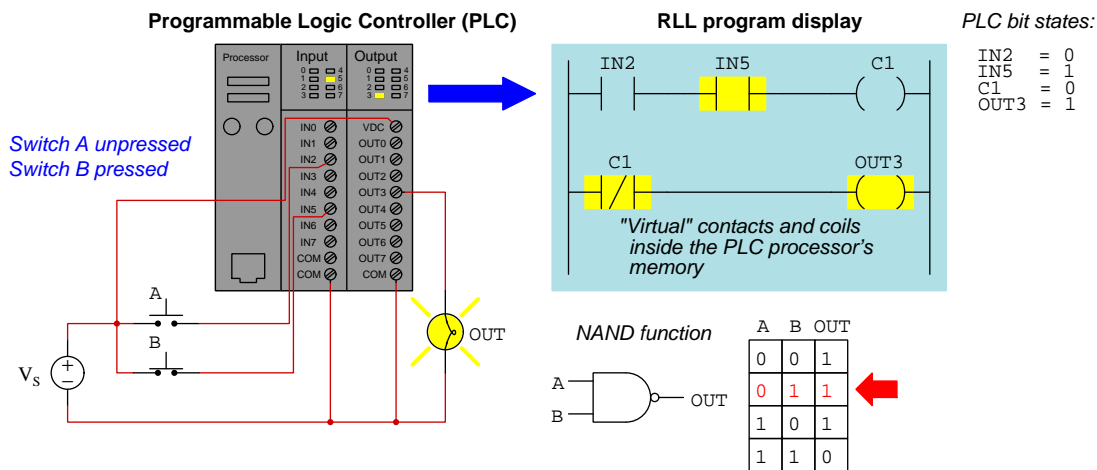 Programmable Logic Controller (PLC)
RLL program display
PLC bit states:
IN2 = 0
IN5 = 1
C1 = 0
OUT3 = 1
Processor
Input
Output
0 4
1 5
2 6
3 7
0 4
1 5
2 6
3 7
IN0
IN1
IN2
IN3
IN4
IN5
IN6
IN7
COM
COM
VDC
OUT0
OUT1
OUT2
OUT3
OUT4
OUT5
OUT6
OUT7
COM
Switch A unpressed
Switch B pressed
IN2 IN5 C1
C1 OUT3
"Virtual" contacts and coils
inside the PLC processor's
memory
A
B
VS
+
−
OUT
NAND function
A
B
OUT
A B OUT
0 0 1
0 1 1
1 0 1
1 1 0